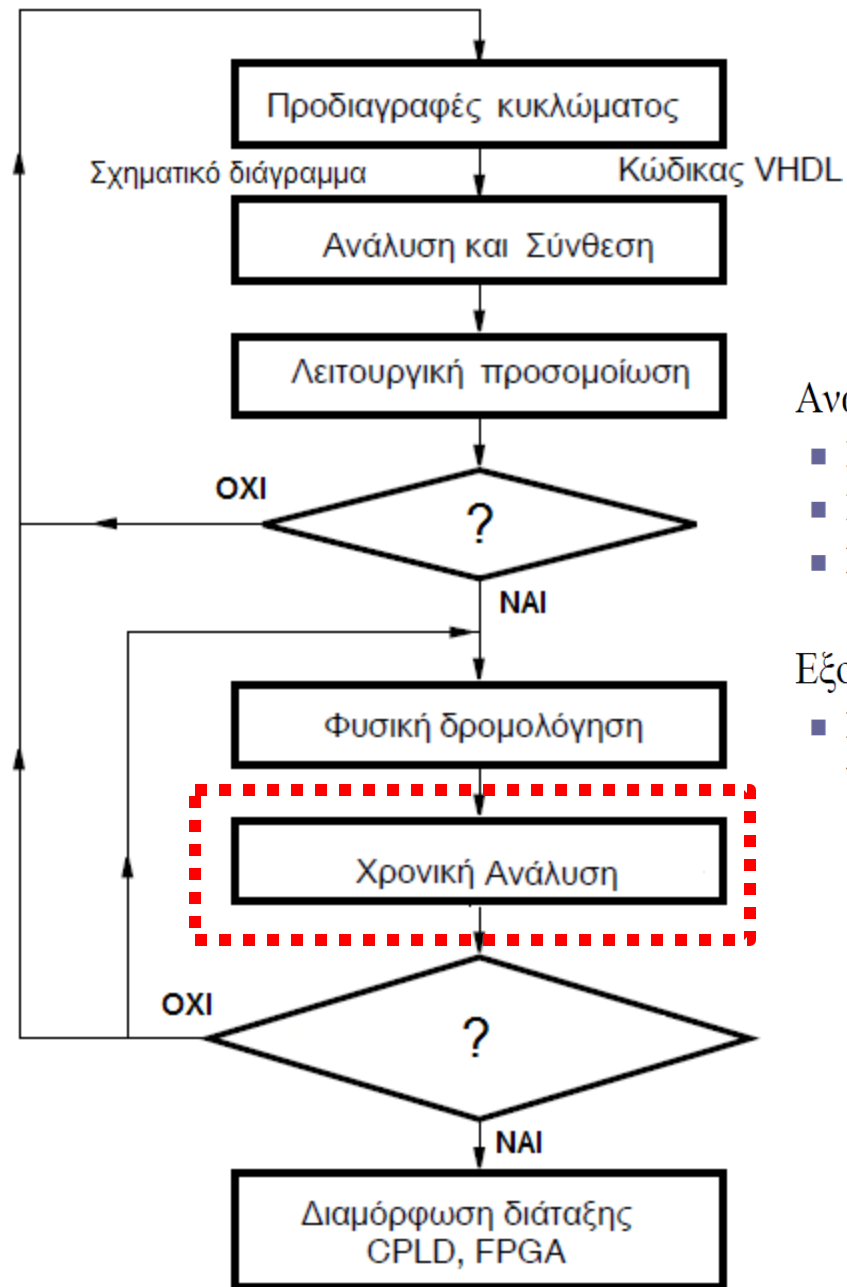 Προδιαγραφές κυκλώματος
Σχηματικό διάγραμμα
Κώδικας VHDL
Ανάλυση και Σύνθεση
Λειτουργική προσομοίωση
ΟΧΙ
?
ΝΑΙ
Φυσική δρομολόγηση
Χρονική Ανάλυση
ΟΧΙ
?
ΝΑΙ
Διαμόρφωση διάταξης
CPLD, FPGA